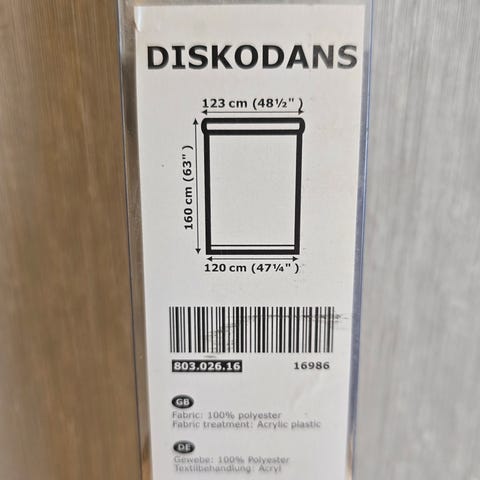 DISKODANS
123 cm (48½")
160 cm (63")
120 cm (47¼")
803.026.16 16986
GB
Fabric: 100% polyester
Fabric treatment: Acrylic plastic
DE
Gewebe: 100% Polyester
Textilbehandlung: Acryl